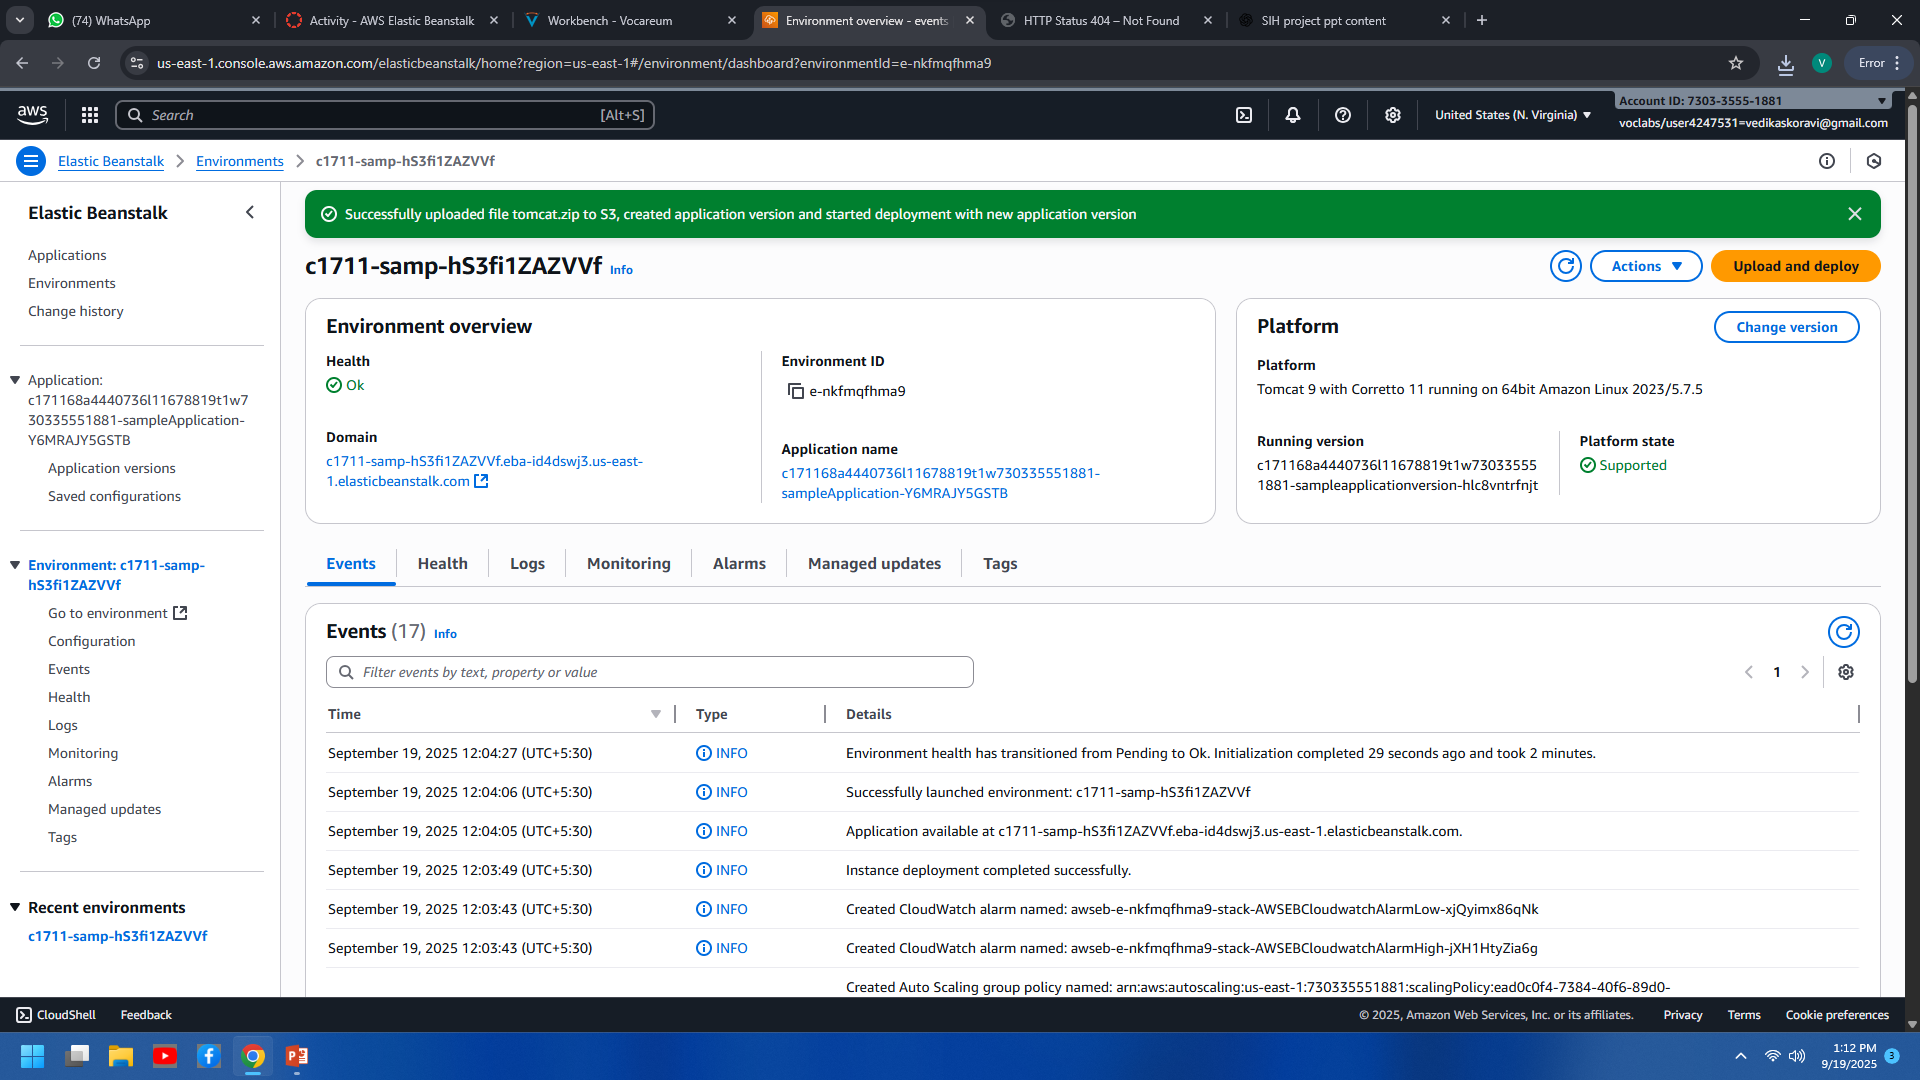 (74) WhatsApp
Activity - AWS Elastic Beanstalk
Workbench - Vocareum
Environment overview - events
HTTP Status 404 – Not Found
SIH project ppt content
us-east-1.console.aws.amazon.com/elasticbeanstalk/home?region=us-east-1#/environment/dashboard?environmentId=e-nkfmqfhma9
V
Error
aws
Search
[Alt+S]
United States (N. Virginia)
Account ID: 7303-3555-1881
voclabs/user4247531=vedikaskoravi@gmail.com
Elastic Beanstalk
Environments
c1711-samp-hS3fi1ZAZVVf
Elastic Beanstalk
Applications
Environments
Change history
Application:
c171168a4440736l11678819t1w7
30335551881-sampleApplication-
Y6MRAJY5GSTB
Application versions
Saved configurations
Environment: c1711-samp-
hS3fi1ZAZVVf
Go to environment
Configuration
Events
Health
Logs
Monitoring
Alarms
Managed updates
Tags
Recent environments
c1711-samp-hS3fi1ZAZVVf
Successfully uploaded file tomcat.zip to S3, created application version and started deployment with new application version
c1711-samp-hS3fi1ZAZVVf Info
Actions
Upload and deploy
Environment overview
Health
Ok
Domain
c1711-samp-hS3fi1ZAZVVf.eba-id4dswj3.us-east-
1.elasticbeanstalk.com
Environment ID
e-nkfmqfhma9
Application name
c171168a4440736l11678819t1w730335551881-
sampleApplication-Y6MRAJY5GSTB
Platform
Change version
Platform
Tomcat 9 with Corretto 11 running on 64bit Amazon Linux 2023/5.7.5
Running version
c171168a4440736l11678819t1w73033555
1881-sampleapplicationversion-hlc8vntrfnjt
Platform state
Supported
Events
Health
Logs
Monitoring
Alarms
Managed updates
Tags
Events (17) Info
Filter events by text, property or value
1
Time Type Details
September 19, 2025 12:04:27 (UTC+5:30) INFO Environment health has transitioned from Pending to Ok. Initialization completed 29 seconds ago and took 2 minutes.
September 19, 2025 12:04:06 (UTC+5:30) INFO Successfully launched environment: c1711-samp-hS3fi1ZAZVVf
September 19, 2025 12:04:05 (UTC+5:30) INFO Application available at c1711-samp-hS3fi1ZAZVVf.eba-id4dswj3.us-east-1.elasticbeanstalk.com.
September 19, 2025 12:03:49 (UTC+5:30) INFO Instance deployment completed successfully.
September 19, 2025 12:03:43 (UTC+5:30) INFO Created CloudWatch alarm named: awseb-e-nkfmqfhma9-stack-AWSEBCloudwatchAlarmLow-xjQyimx86qNk
September 19, 2025 12:03:43 (UTC+5:30) INFO Created CloudWatch alarm named: awseb-e-nkfmqfhma9-stack-AWSEBCloudwatchAlarmHigh-jXH1HtyZia6g
Created Auto Scaling group policy named: arn:aws:autoscaling:us-east-1:730335551881:scalingPolicy:ead0c0f4-7384-40f6-89d0-
CloudShell
Feedback
© 2025, Amazon Web Services, Inc. or its affiliates.
Privacy
Terms
Cookie preferences
1:12 PM
9/19/2025
3